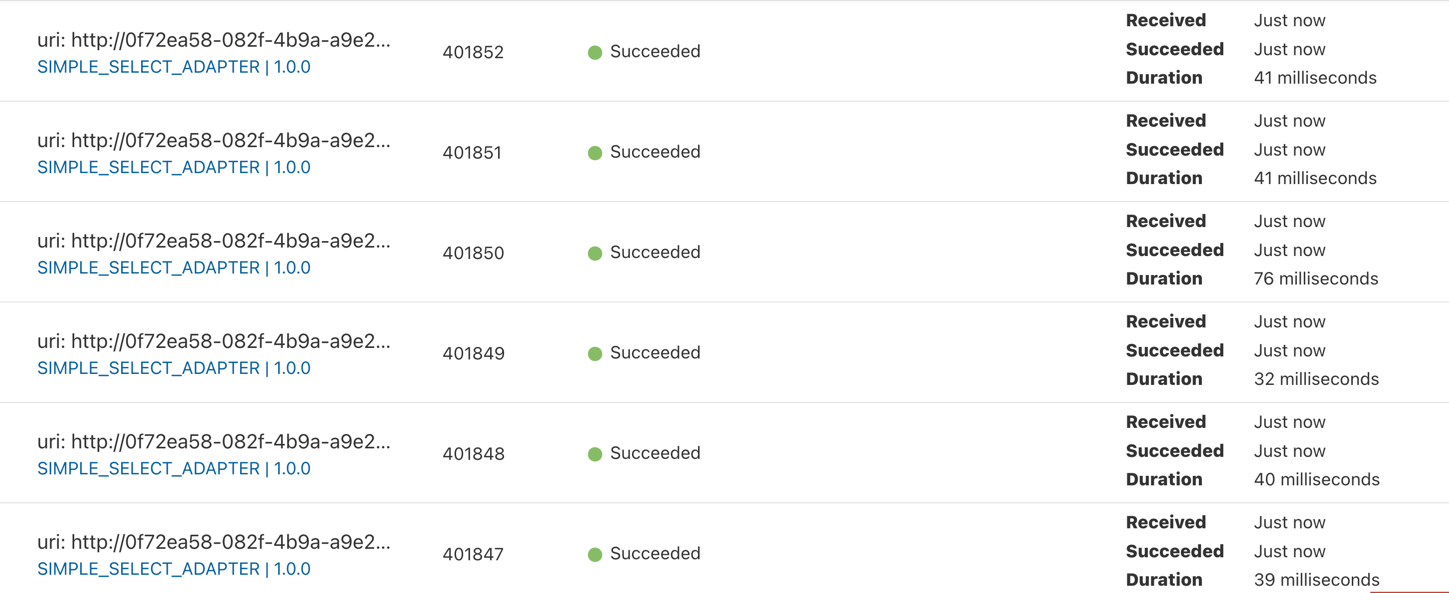 uri: http://0f72ea58-082f-4b9a-a9e2...
SIMPLE_SELECT_ADAPTER | 1.0.0
401852
Succeeded
Received Just now
Succeeded Just now
Duration 41 milliseconds
uri: http://0f72ea58-082f-4b9a-a9e2...
SIMPLE_SELECT_ADAPTER | 1.0.0
401851
Succeeded
Received Just now
Succeeded Just now
Duration 41 milliseconds
uri: http://0f72ea58-082f-4b9a-a9e2...
SIMPLE_SELECT_ADAPTER | 1.0.0
401850
Succeeded
Received Just now
Succeeded Just now
Duration 76 milliseconds
uri: http://0f72ea58-082f-4b9a-a9e2...
SIMPLE_SELECT_ADAPTER | 1.0.0
401849
Succeeded
Received Just now
Succeeded Just now
Duration 32 milliseconds
uri: http://0f72ea58-082f-4b9a-a9e2...
SIMPLE_SELECT_ADAPTER | 1.0.0
401848
Succeeded
Received Just now
Succeeded Just now
Duration 40 milliseconds
uri: http://0f72ea58-082f-4b9a-a9e2...
SIMPLE_SELECT_ADAPTER | 1.0.0
401847
Succeeded
Received Just now
Succeeded Just now
Duration 39 milliseconds